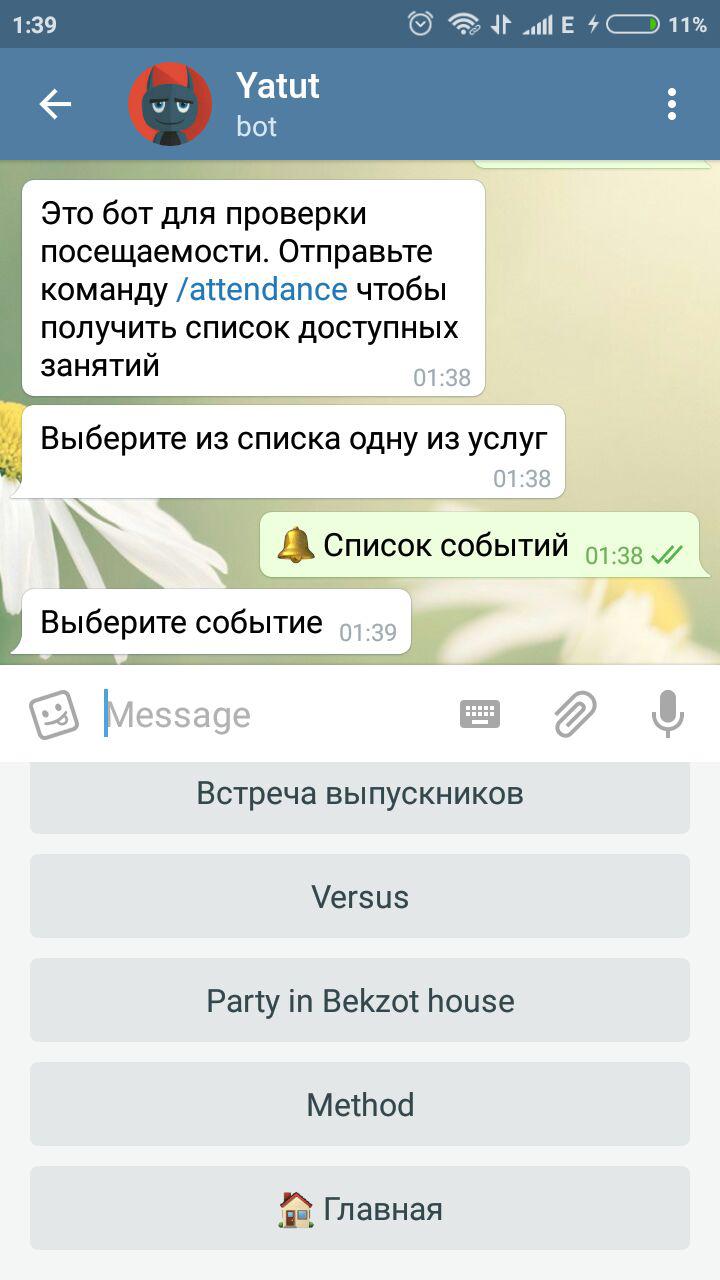 1:39
E
11%
Yatut
bot
Это бот для проверки
посещаемости. Отправьте
команду /attendance чтобы
получить список доступных
занятий
01:38
Выберите из списка одну из услуг
01:38
Список событий 01:38
Выберите событие 01:39
Message
Встреча выпускников
Versus
Party in Bekzot house
Method
Главная